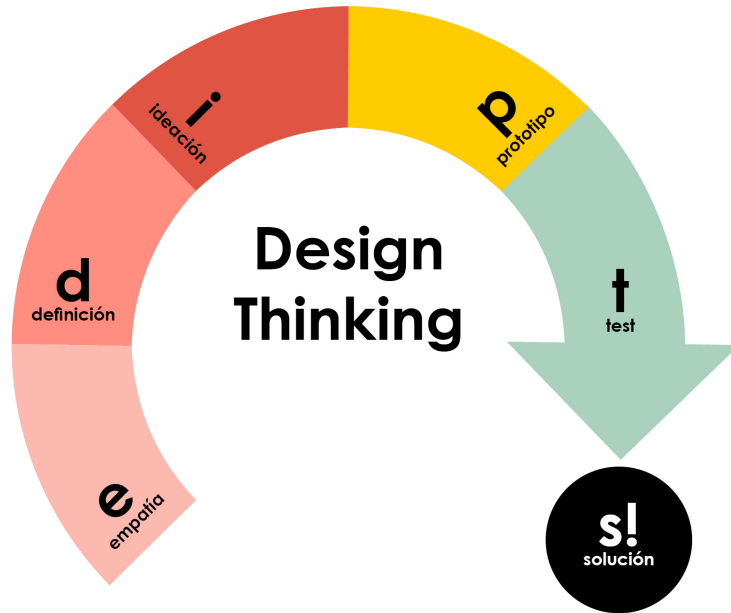 Design
Thinking
e
empatía
d
definición
i
ideación
p
prototipo
t
test
s!
solución